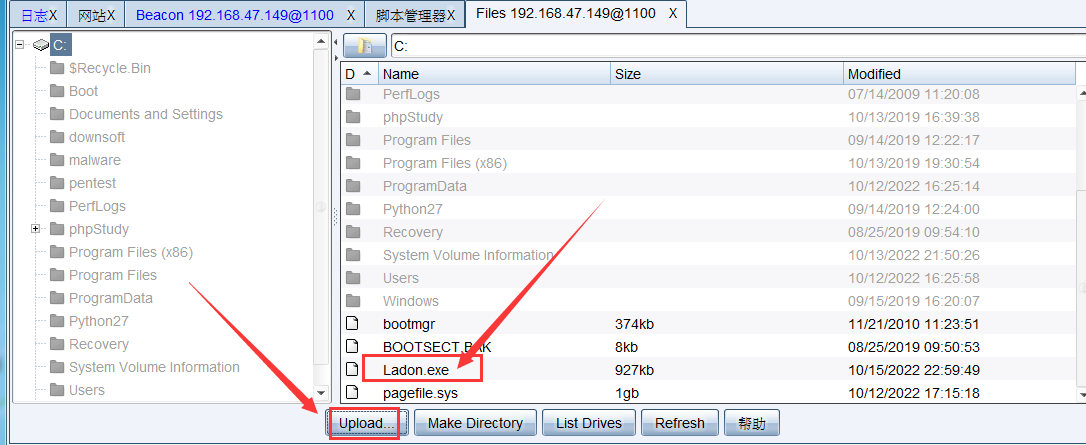 日志X 网站X Beacon 192.168.47.149@1100 X 脚本管理器X Files 192.168.47.149@1100 X
C:
$Recycle.Bin
Boot
Documents and Settings
downsoft
malware
pentest
PerfLogs
phpStudy
Program Files (x86)
Program Files
ProgramData
Python27
Recovery
System Volume Information
Users
C:
D Name Size Modified
PerfLogs 07/14/2009 11:20:08
phpStudy 10/13/2019 16:39:38
Program Files 09/14/2019 12:22:17
Program Files (x86) 10/13/2019 19:30:54
ProgramData 10/12/2022 16:25:14
Python27 09/14/2019 12:24:00
Recovery 08/25/2019 09:54:10
System Volume Information 10/13/2022 21:50:26
Users 10/12/2022 16:25:58
Windows 09/15/2019 16:20:07
bootmgr 374kb 11/21/2010 11:23:51
BOOTSECT.BAK 8kb 08/25/2019 09:50:53
Ladon.exe 927kb 10/15/2022 22:59:49
pagefile.sys 1gb 10/12/2022 17:15:18
Upload... Make Directory List Drives Refresh 帮助